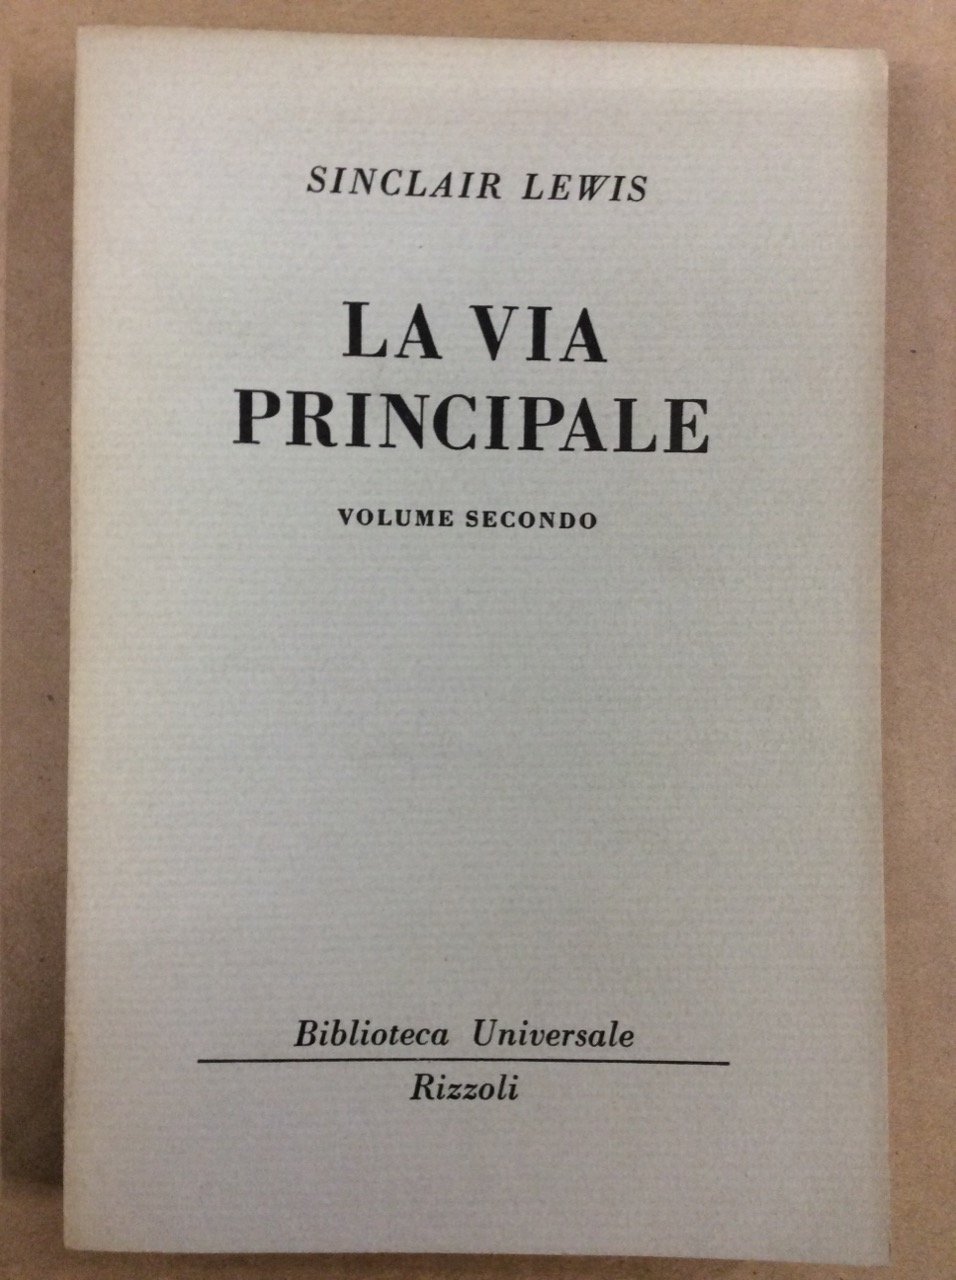 SINCLAIR LEWIS
LA VIA
PRINCIPALE
VOLUME SECONDO
Biblioteca Universale
Rizzoli